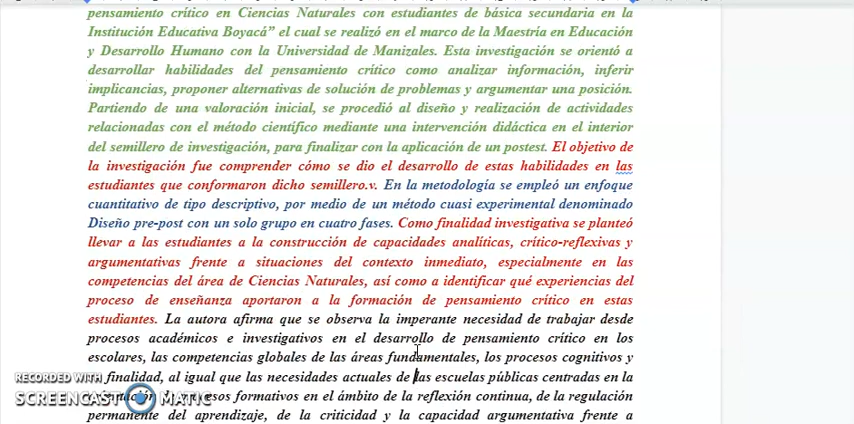 pensamiento crítico en Ciencias Naturales con estudiantes de básica secundaria en la
Institución Educativa Boyacá” el cual se realizó en el marco de la Maestría en Educación
y Desarrollo Humano con la Universidad de Manizales. Esta investigación se orientó a
desarrollar habilidades del pensamiento crítico como analizar información, inferir
implicancias, proponer alternativas de solución de problemas y argumentar una posición.
Partiendo de una valoración inicial, se procedió al diseño y realización de actividades
relacionadas con el método científico mediante una intervención didáctica en el interior
del semillero de investigación, para finalizar con la aplicación de un postest. El objetivo de
la investigación fue comprender cómo se dio el desarrollo de estas habilidades en las
estudiantes que conformaron dicho semillero.v. En la metodología se empleó un enfoque
cuantitativo de tipo descriptivo, por medio de un método cuasi experimental denominado
Diseño pre-post con un solo grupo en cuatro fases. Como finalidad investigativa se planteó
llevar a las estudiantes a la construcción de capacidades analíticas, crítico-reflexivas y
argumentativas frente a situaciones del contexto inmediato, especialmente en las
competencias del área de Ciencias Naturales, así como a identificar qué experiencias del
proceso de enseñanza aportaron a la formación de pensamiento crítico en estas
estudiantes. La autora afirma que se observa la imperante necesidad de trabajar desde
procesos académicos e investigativos en el desarrollo de pensamiento crítico en los
escolares, las competencias globales de las áreas fundamentales, los procesos cognitivos y
finalidad, al igual que las necesidades actuales de las escuelas públicas centradas en la
procesos formativos en el ámbito de la reflexión continua, de la regulación
permanente del aprendizaje, de la criticidad y la capacidad argumentativa frente a
RECORDED WITH
SCREENCAST MATIC